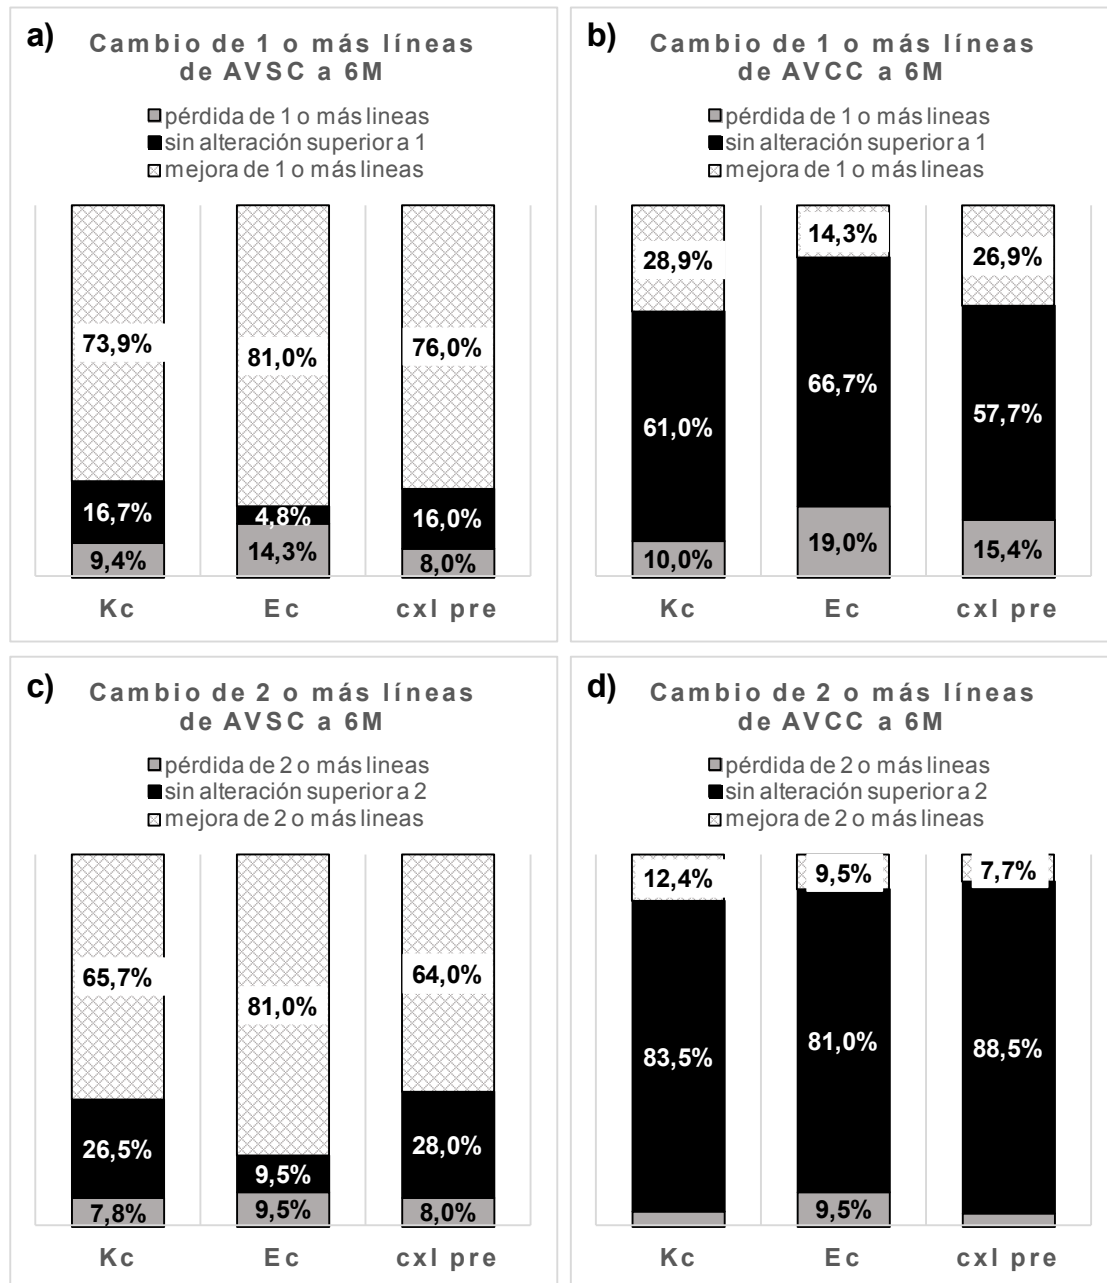 a)
Cambio de 1 o más líneas
de AVSC a 6M
pérdida de 1 o más lineas
sin alteración superior a 1
mejora de 1 o más lineas
73,9%
81,0%
76,0%
16,7%
4,8%
16,0%
9,4%
14,3%
8,0%
Kc
Ec
cxl pre
b)
Cambio de 1 o más líneas
de AVCC a 6M
pérdida de 1 o más lineas
sin alteración superior a 1
mejora de 1 o más lineas
28,9%
14,3%
26,9%
61,0%
66,7%
57,7%
10,0%
19,0%
15,4%
Kc
Ec
cxl pre
c)
Cambio de 2 o más líneas
de AVSC a 6M
pérdida de 2 o más lineas
sin alteración superior a 2
mejora de 2 o más lineas
65,7%
81,0%
64,0%
26,5%
9,5%
28,0%
7,8%
9,5%
8,0%
Kc
Ec
cxl pre
d)
Cambio de 2 o más líneas
de AVCC a 6M
pérdida de 2 o más lineas
sin alteración superior a 2
mejora de 2 o más lineas
12,4%
9,5%
7,7%
83,5%
81,0%
88,5%
9,5%
Kc
Ec
cxl pre